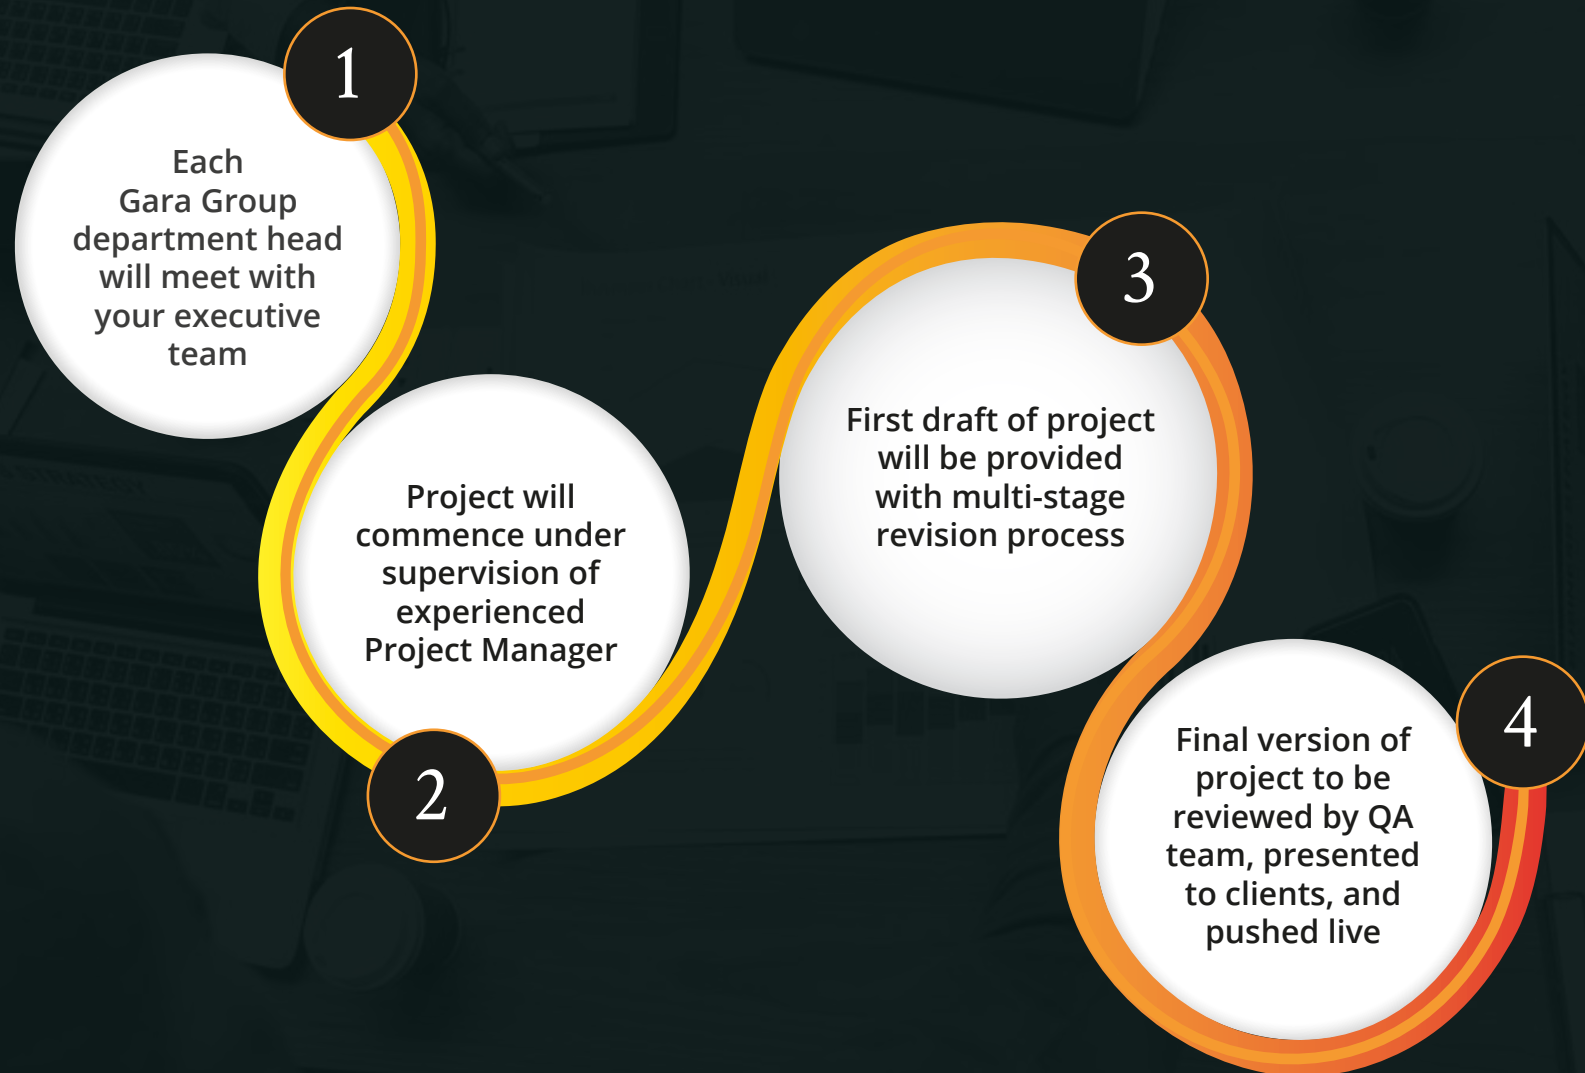 1
Each
Gara Group
department head
will meet with
your executive
team
2
Project will
commence under
supervision of
experienced
Project Manager
3
First draft of project
will be provided
with multi-stage
revision process
4
Final version of
project to be
reviewed by QA
team, presented
to clients, and
pushed live
STRATEGY